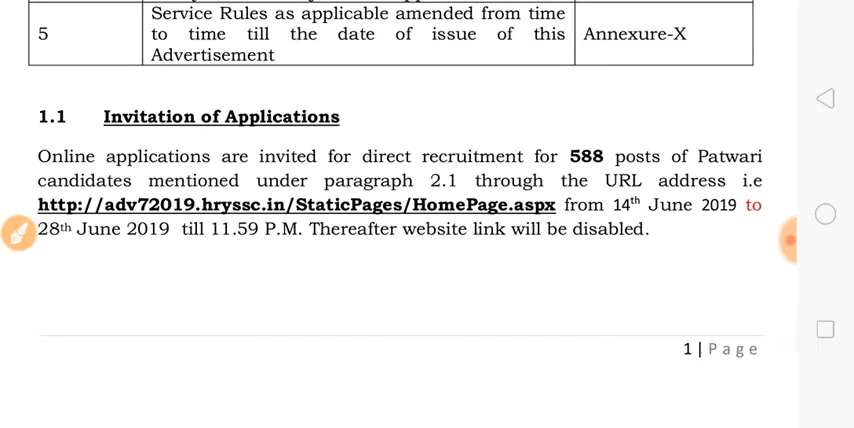 Service Rules as applicable amended from time
5 to time till the date of issue of this Annexure-X
Advertisement
1.1 Invitation of Applications
Online applications are invited for direct recruitment for 588 posts of Patwari
candidates mentioned under paragraph 2.1 through the URL address i.e
http://adv72019.hryssc.in/StaticPages/HomePage.aspx from 14th June 2019 to
28th June 2019 till 11.59 P.M. Thereafter website link will be disabled.
1 | Page